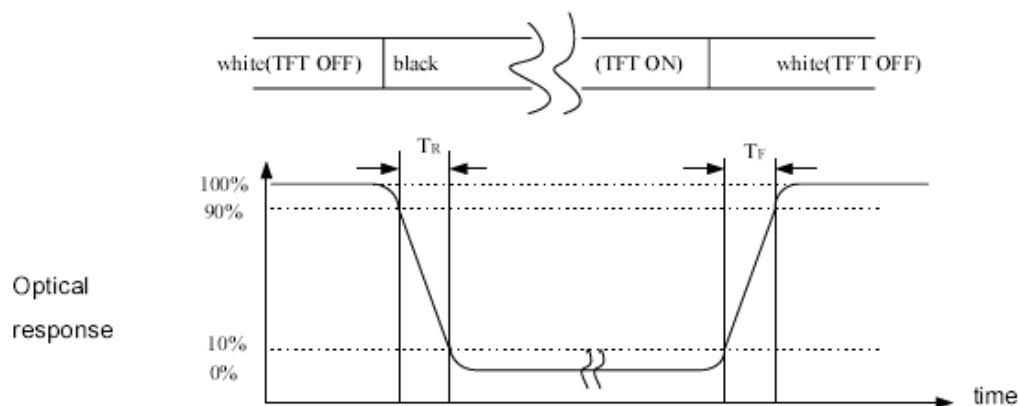 white(TFT OFF) black (TFT ON) white(TFT OFF)
TR TF
100%
90%
Optical
response
10%
0%
time